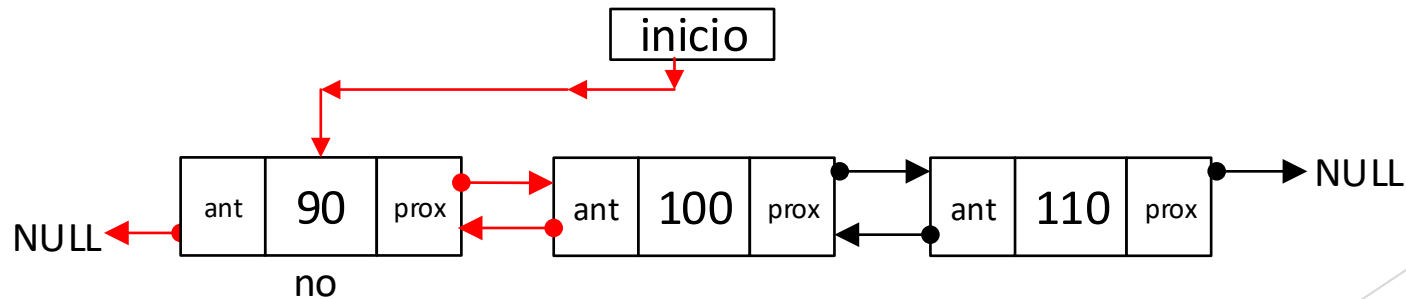 inicio
ant 90 prox ant 100 prox ant 110 prox NULL
NULL
no